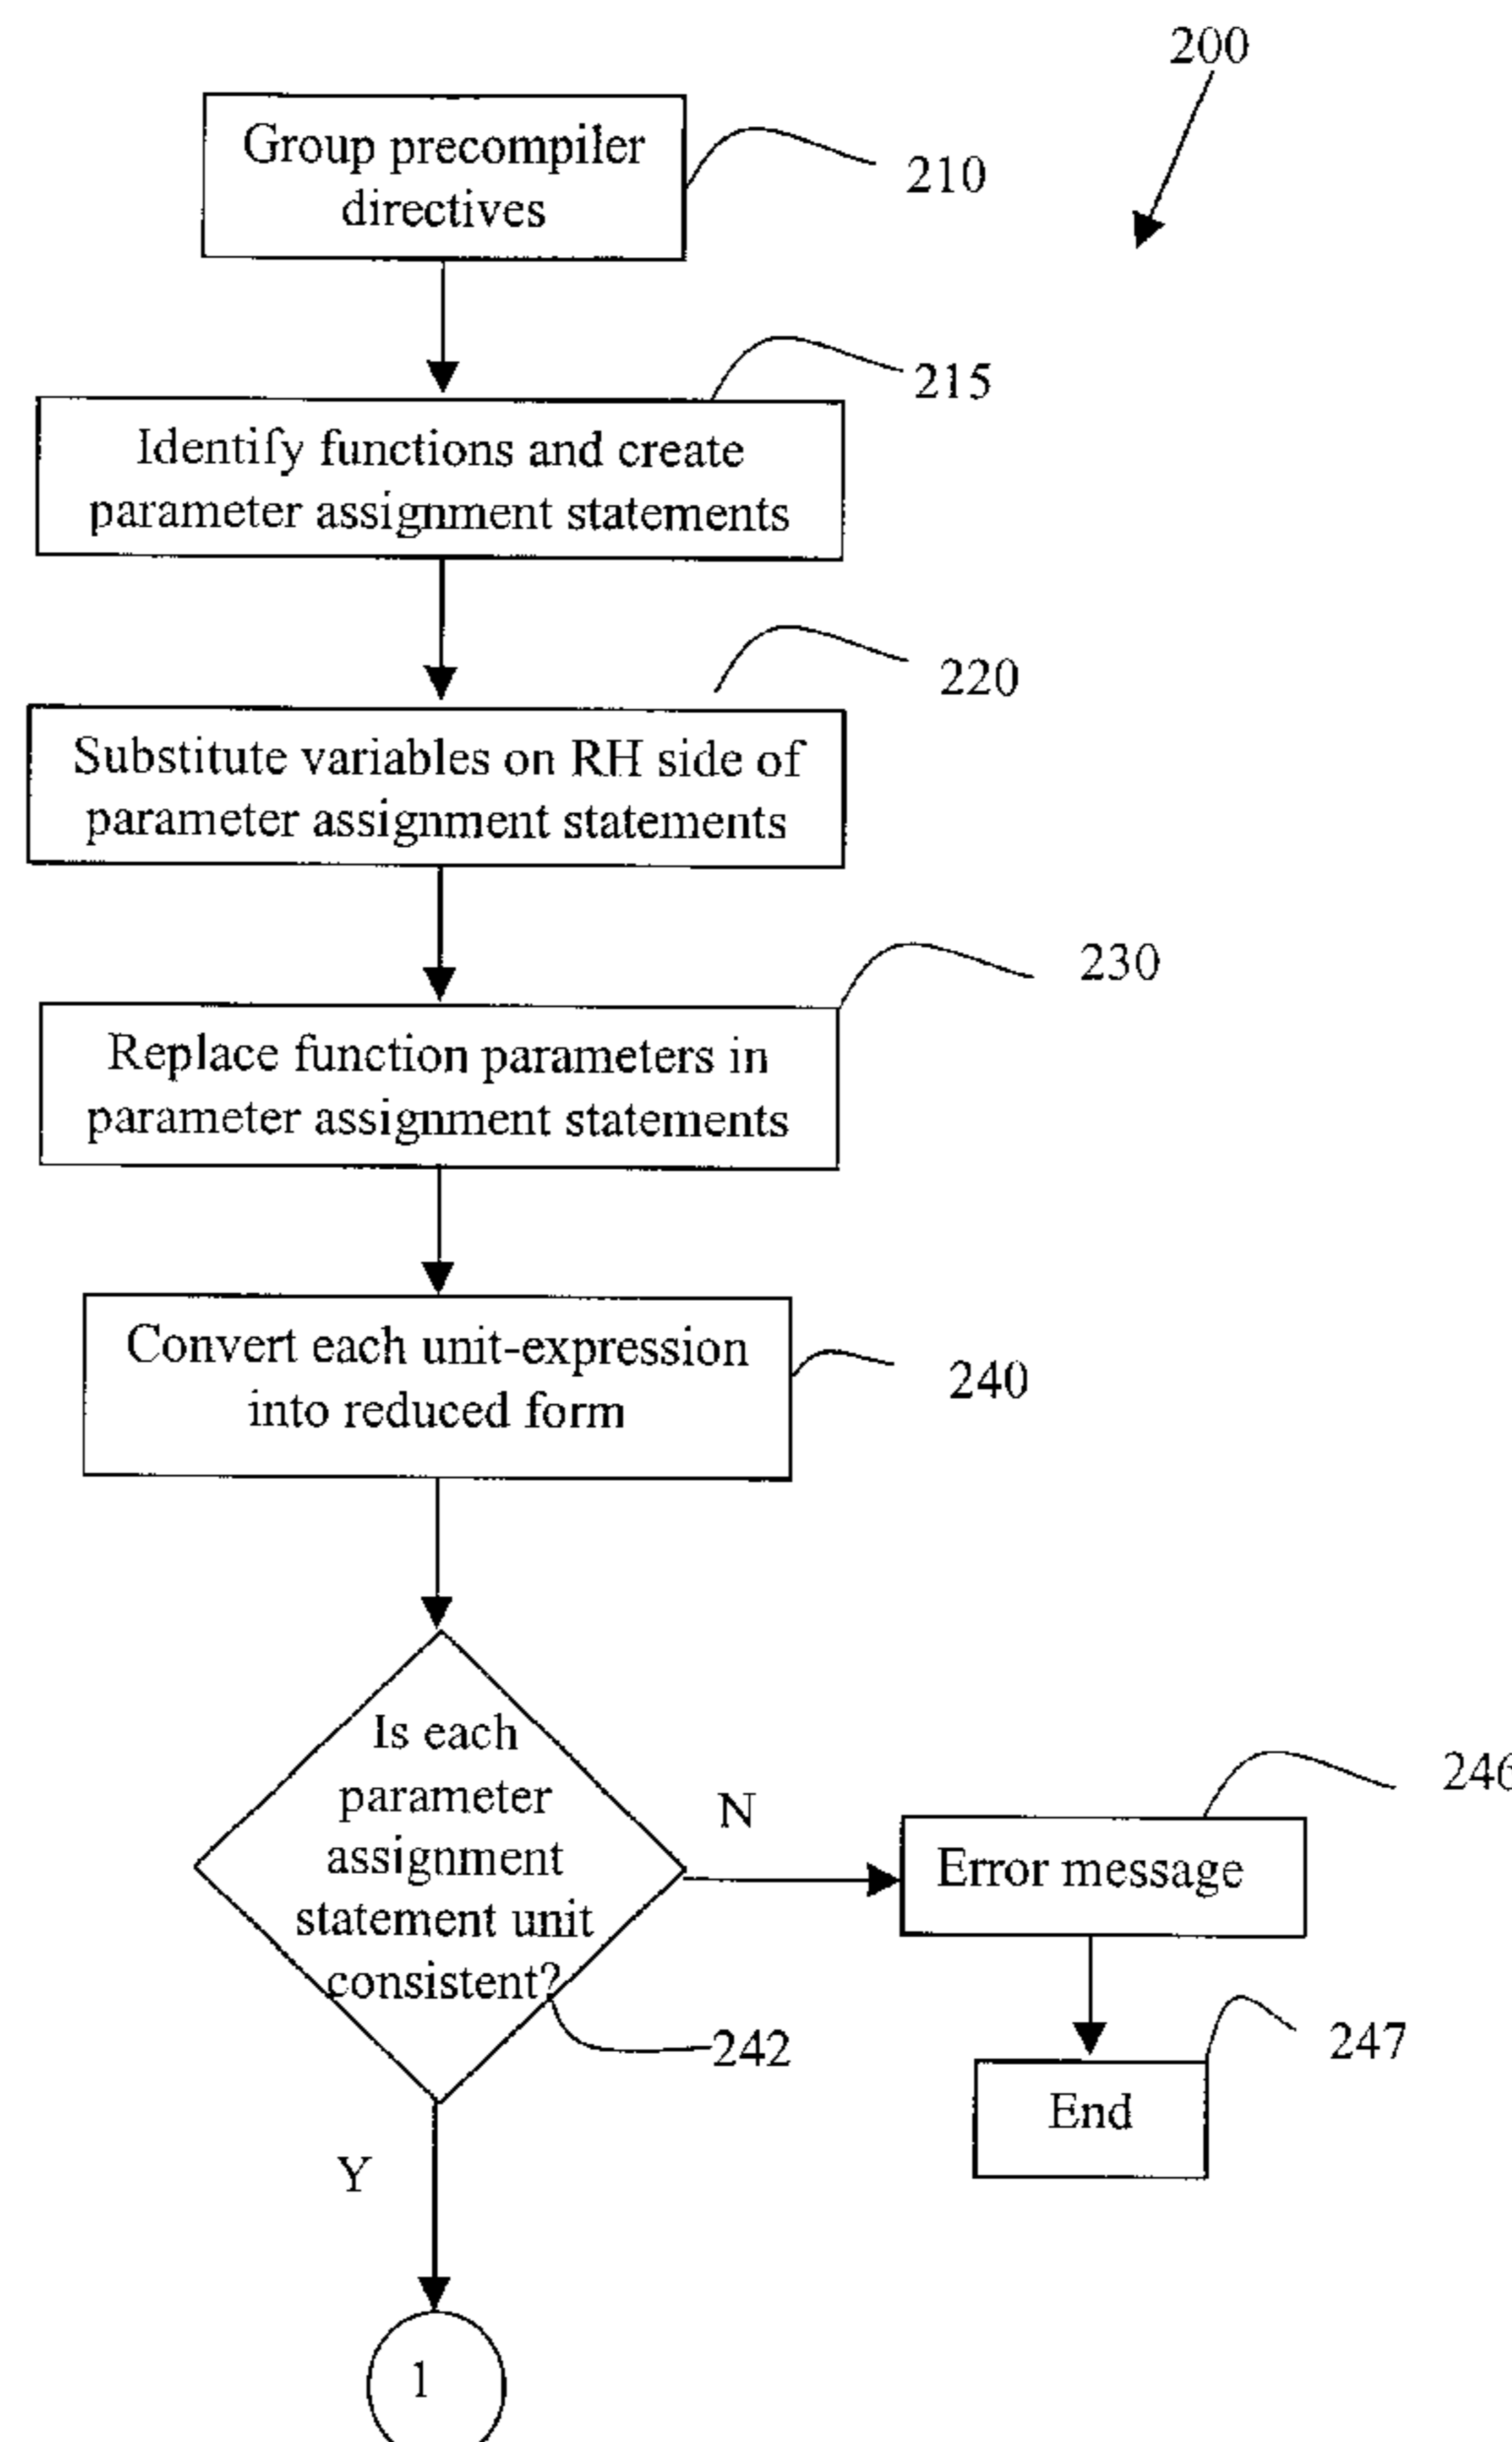 200
Group precompiler
directives
210
215
Identify functions and create
parameter assignment statements
220
Substitute variables on RH side of
parameter assignment statements
230
Replace function parameters in
parameter assignment statements
Convert each unit-expression
into reduced form
240
Is each
parameter
assignment
statement unit
consistent?
N
246
Error message
242
247
End
Y
1